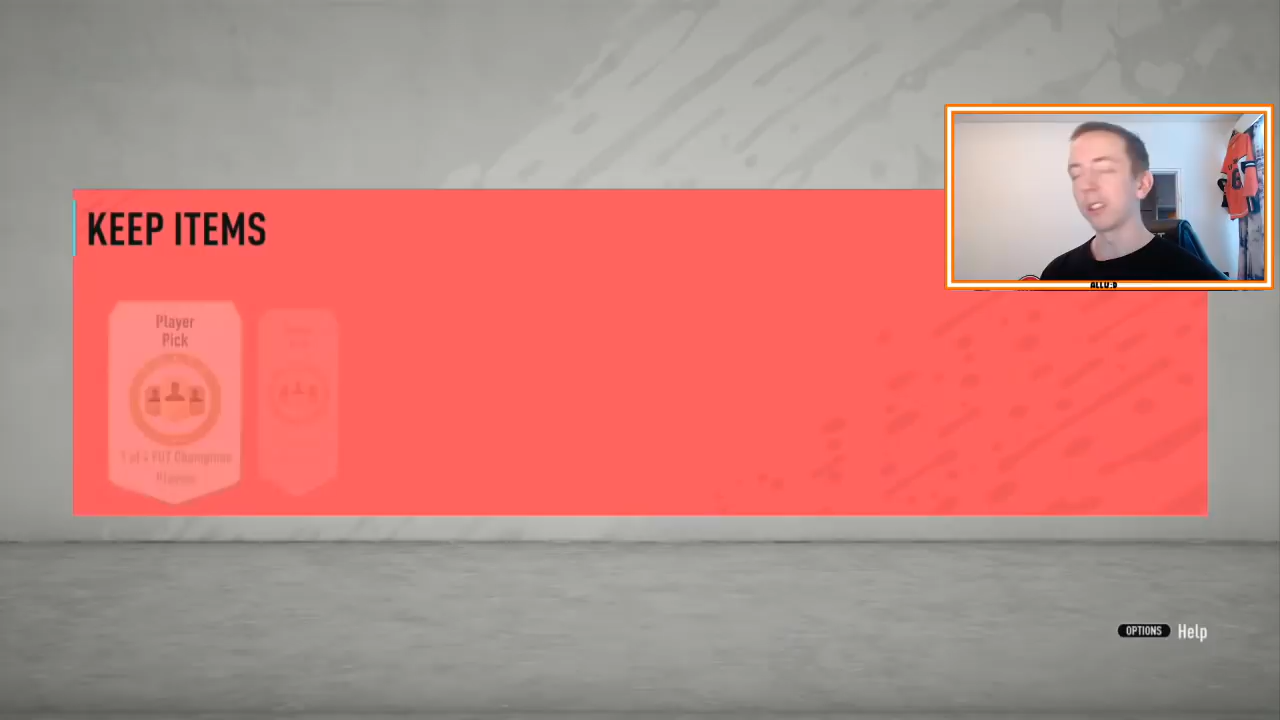 KEEP ITEMS
Player
Pick
1 of 4 FUT Champions
Players
OPTIONS Help